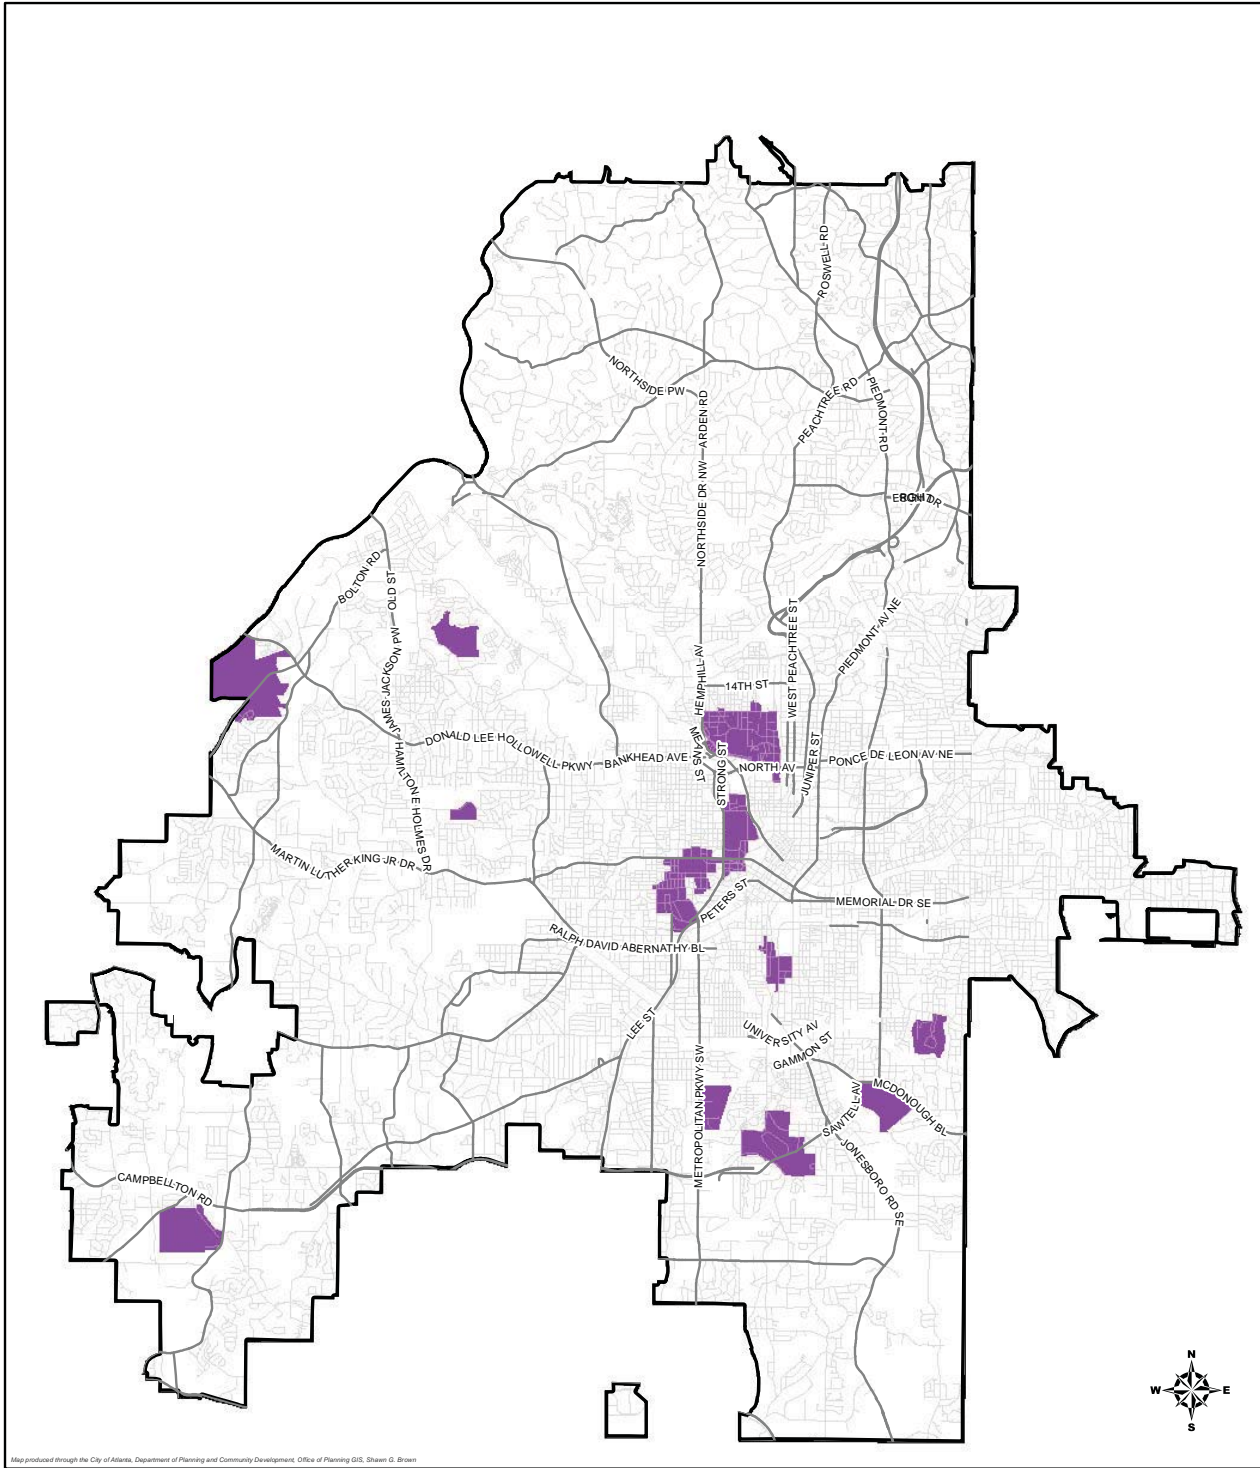 ROSWELL RD
NORTHSIDE PW
ARDEN RD
PEACHTREE RD
PIEDMONT RD
NORTHSIDE DR NW
BOLTON RD
OLD ST
JAMES JACKSON PW
HAMILTON E HOLMES DR
WEST PEACHTREE ST
PIEDMONT AV NE
HEMPHILL AV
14TH ST
DONALD LEE HOLLOWELL PKWY
BANKHEAD AVE
MEANS ST
STRONG ST
NORTH AV
JUNIPER ST
PONCE DE LEON AV NE
MARTIN LUTHER KING JR DR
PETERS ST
MEMORIAL DR SE
RALPH DAVID ABERNATHY BL
LEE ST
UNIVERSITY AV
GAMMON ST
METROPOLITAN PKWY SW
SAWTELL AV
MCDONOUGH BL
JONESBORO RD SE
CAMPBELLTON RD
N
W
E
S
Map produced through the City of Atlanta, Department of Planning and Community Development, Office of Planning GIS, Shawn G. Brown